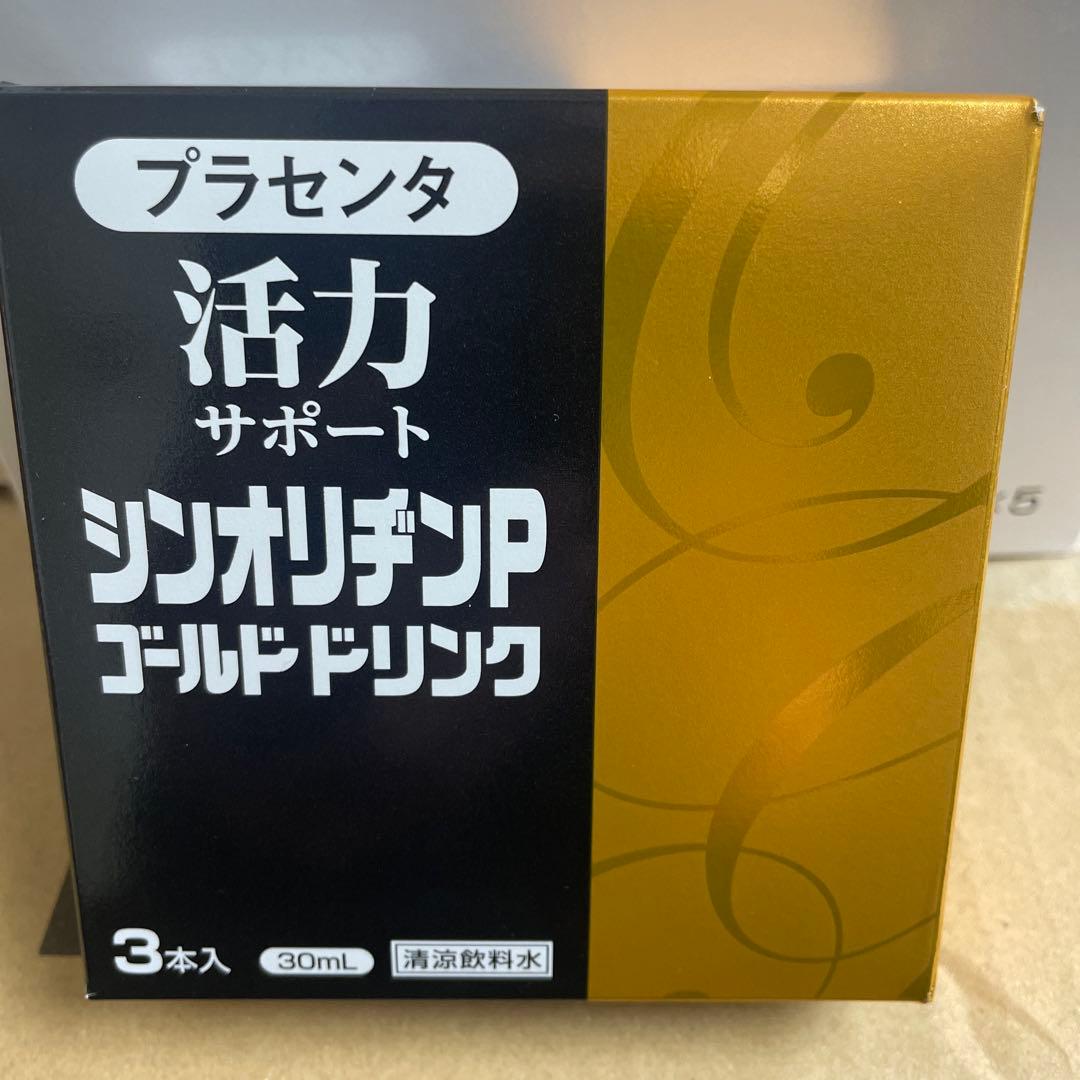 プラセンタ
活力
サポート
シンオリヂンP
ゴールドドリンク
3本入 30mL 清涼飲料水